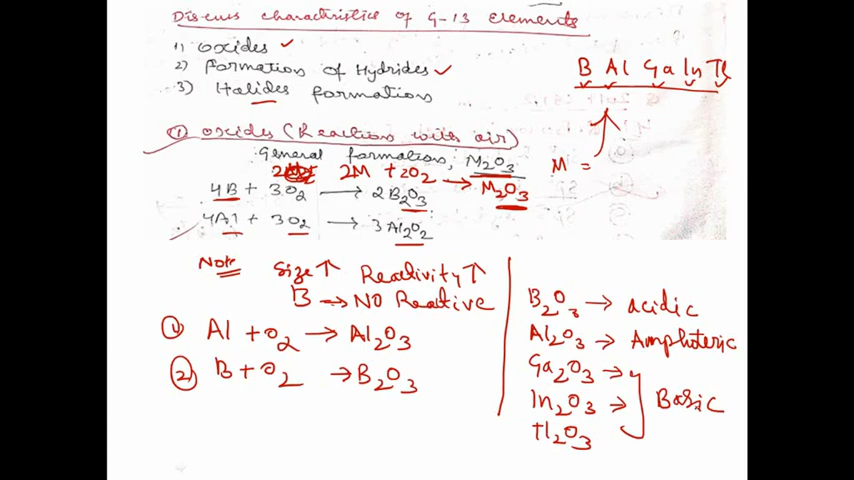 Discuss characteristics of G-13 elements
1) Oxides ✓
2) Formation of Hydrides ✓
3) Halides formations
B Al Ga In Tl
① Oxides (Reaction with air)
General formation, M2O3
M =
2M + 2O2 → M2O3
4B + 3O2 → 2B2O3
4Al + 3O2 → 3Al2O2
Note Size ↑ Reactivity ↑
B → NO Reactive
① Al + O2 → Al2O3
② B + O2 → B2O3
B2O3 → acidic
Al2O3 → Amphoteric
Ga2O3 →
In2O3 → Basic
Tl2O3